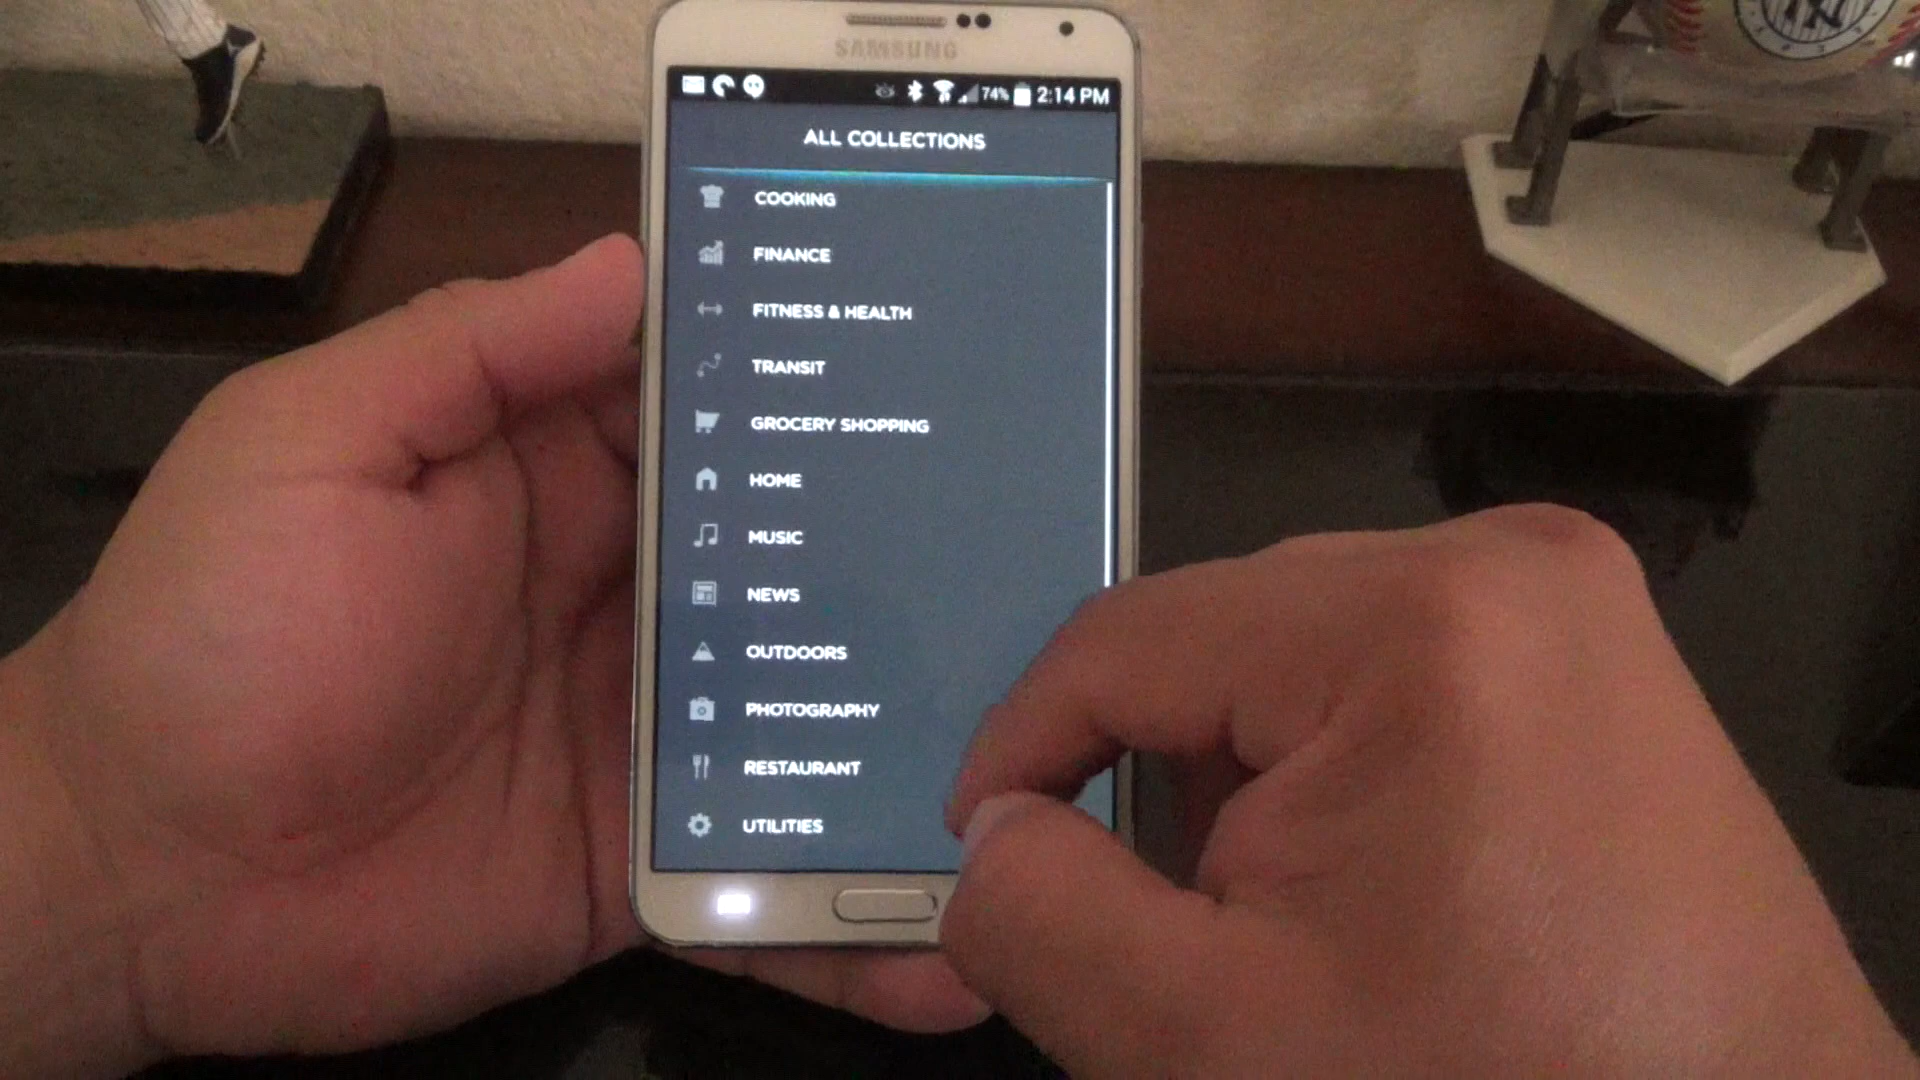 SAMSUNG
74% 2:14 PM
ALL COLLECTIONS
COOKING
FINANCE
FITNESS & HEALTH
TRANSIT
GROCERY SHOPPING
HOME
MUSIC
NEWS
OUTDOORS
PHOTOGRAPHY
RESTAURANT
UTILITIES